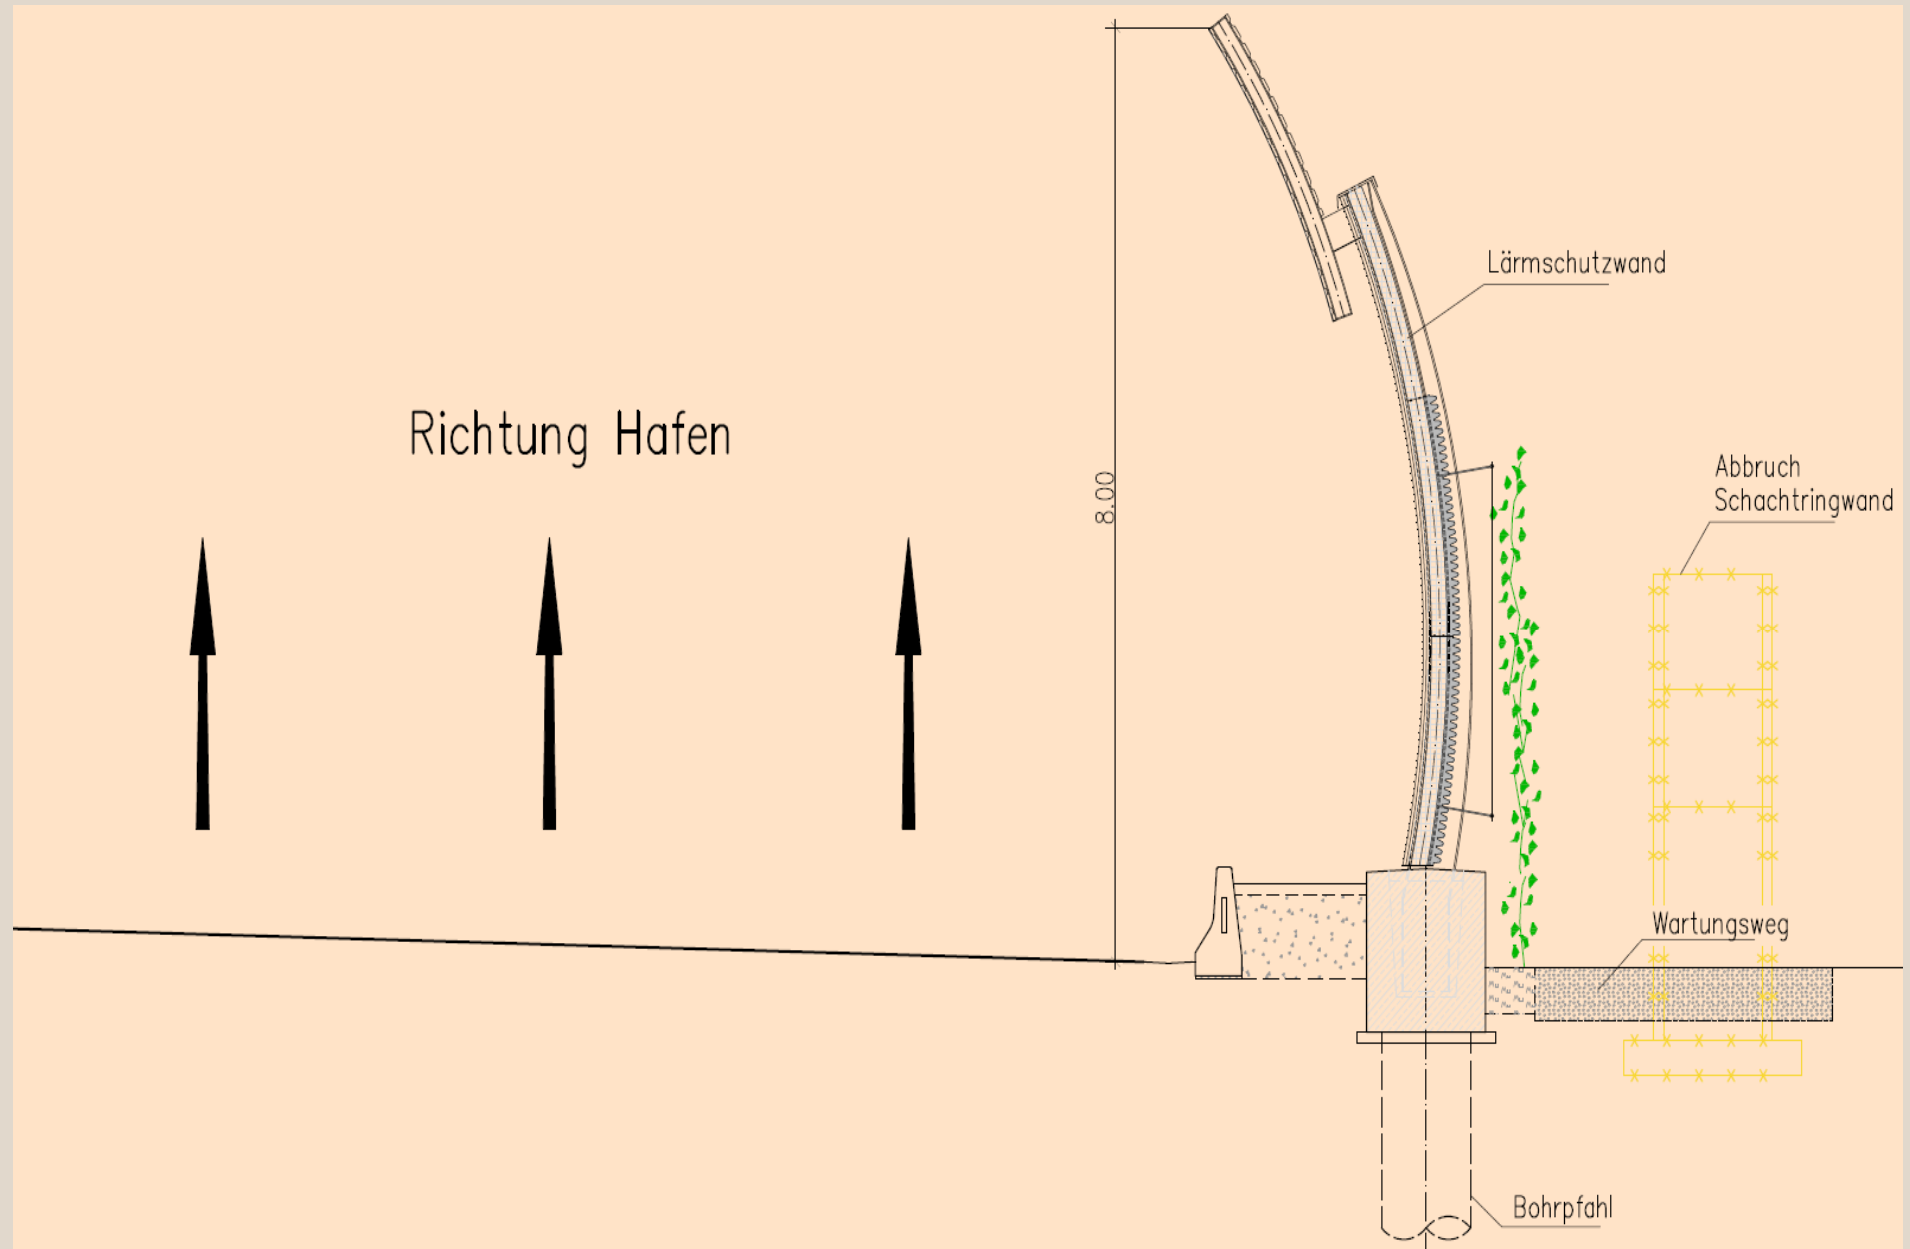 Lärmschutzwand
Richtung Hafen
8.00
Abbruch
Schachtringwand
Wartungsweg
Bohrpfahl